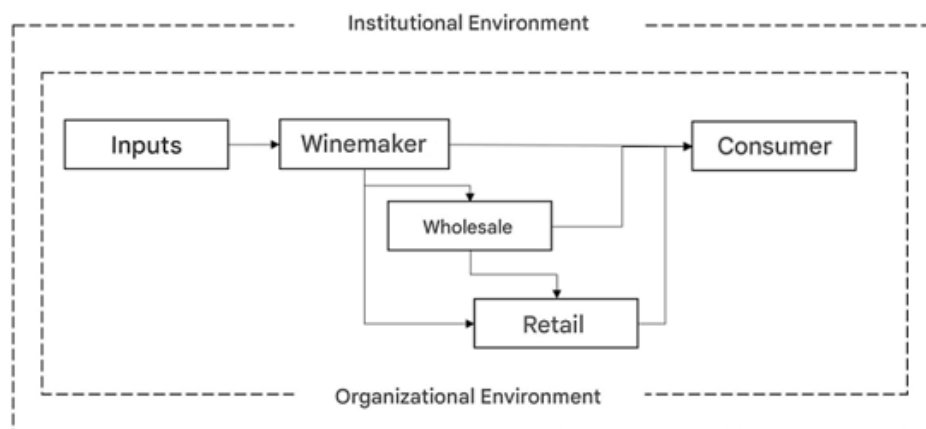 Institutional Environment
Inputs
Winemaker
Consumer
Wholesale
Retail
Organizational Environment